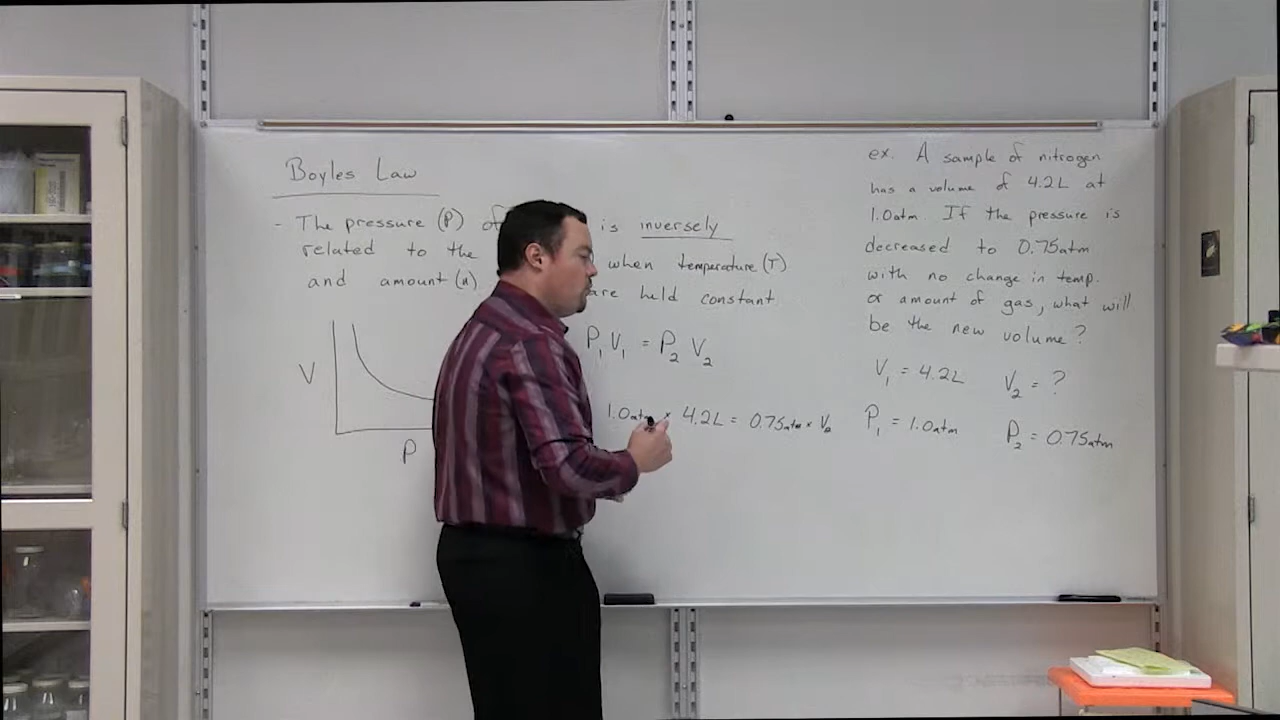 Boyles Law
- The pressure (P) of is inversely
related to the when temperature (T)
and amount (n) are held constant.
V
P
P₁V₁ = P₂ V₂
1.0atm × 4.2L = 0.75atm × V₂
ex. A sample of nitrogen
has a volume of 4.2L at
1.0atm. If the pressure is
decreased to 0.75atm
with no change in temp.
or amount of gas, what will
be the new volume?
V₁ = 4.2L V₂ = ?
P₁ = 1.0atm P₂ = 0.75atm